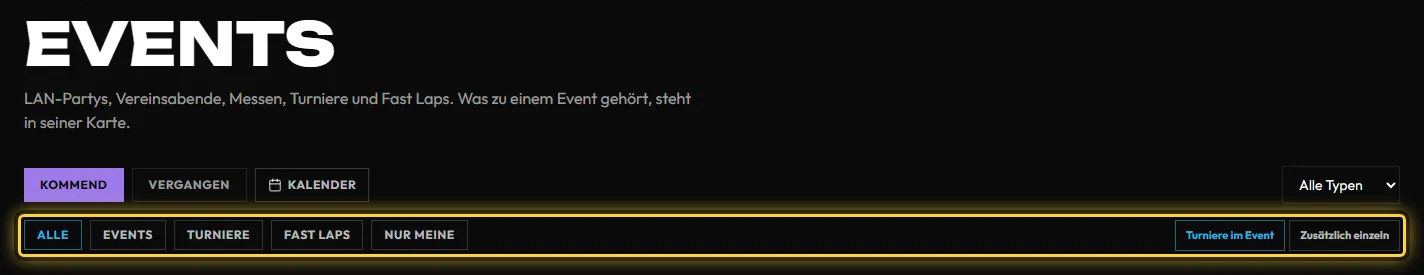 EVENTS
LAN-Partys, Vereinsabende, Messen, Turniere und Fast Laps. Was zu einem Event gehört, steht
in seiner Karte.
KOMMEND VERGANGEN KALENDER Alle Typen
ALLE EVENTS TURNIERE FAST LAPS NUR MEINE Turniere im Event Zusätzlich einzeln